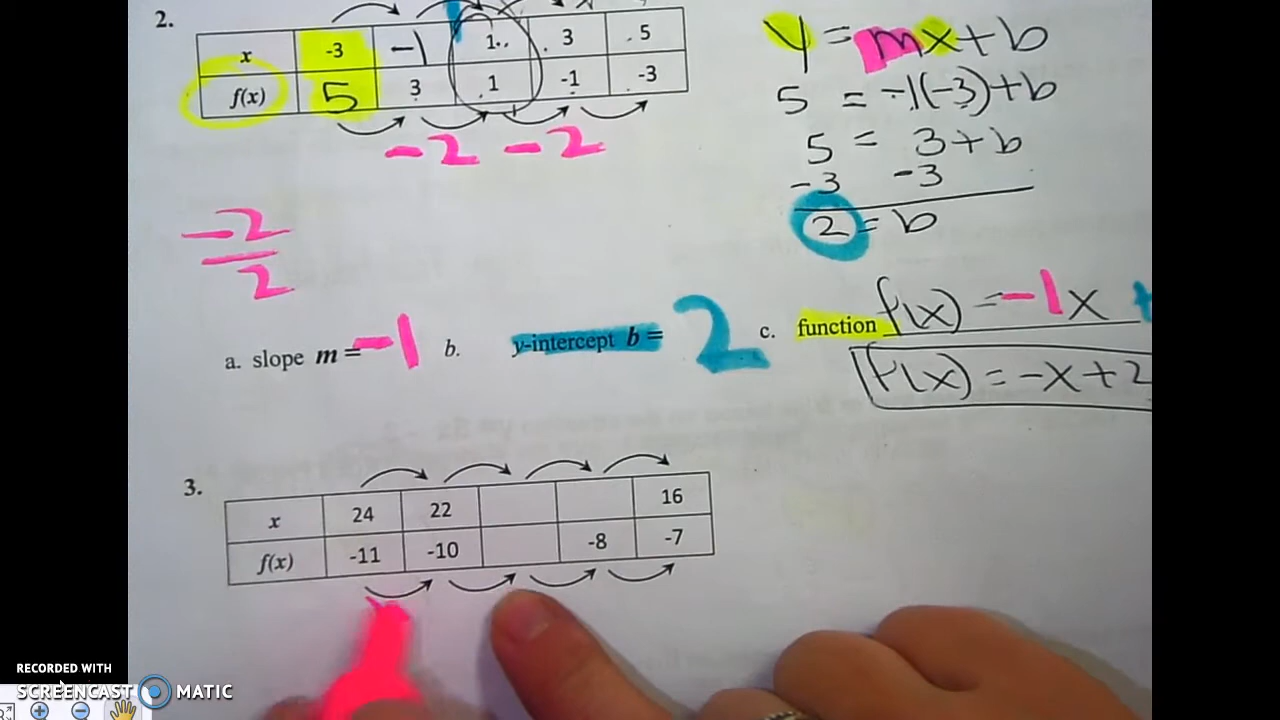 2.
x -3 -1 1 3 5
f(x) 5 3 1 -1 -3
-2 -2
-2
2
y = mx + b
5 = -1(-3) + b
5 = 3 + b
-3 -3
2 = b
a. slope m = -1 b. y-intercept b = 2 c. function f(x) = -1x +
f(x) = -x + 2
3.
x 24 22 16
f(x) -11 -10 -8 -7
RECORDED WITH
SCREENCAST MATIC